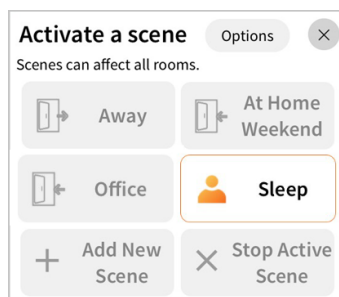 Activate a scene Options
Scenes can affect all rooms.
Away
At Home
Weekend
Office
Sleep
Add New
Scene
Stop Active
Scene